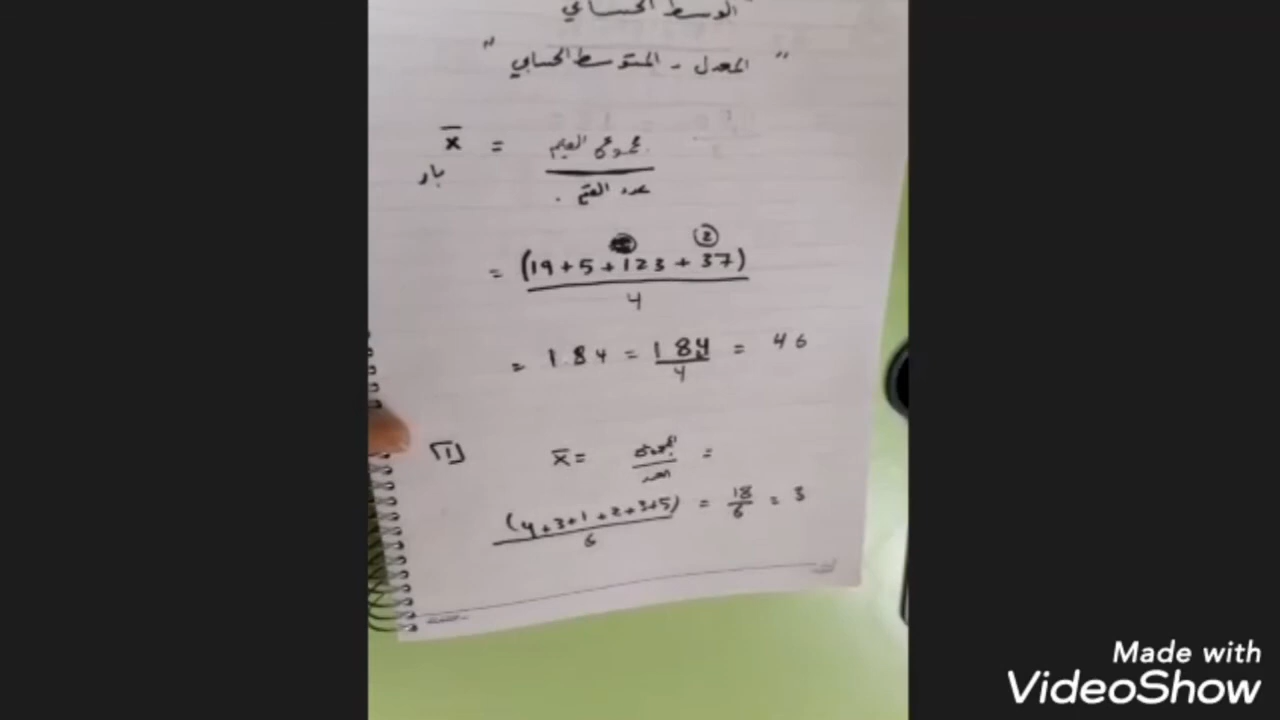 الوسط الحسابي
" المعدل - المتوسط الحسابي "
x̄ = مجموع القيم
بار
عدد القيم .
= (19+5+123+37)
2
4
= 184 = 184 = 46
4
1 x̄ = المجموع =
العدد
(4+3+1+2+3+5) = 18 = 3
6 6
Made with
VideoShow